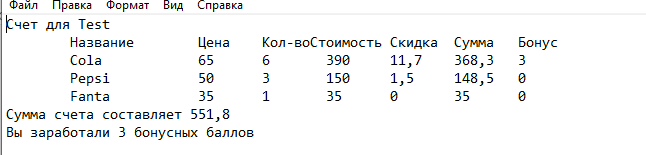 Файл Правка Формат Вид Справка
Счет для Test
Название Цена Кол-воСтоимость Скидка Сумма Бонус
Cola 65 6 390 11,7 368,3 3
Pepsi 50 3 150 1,5 148,5 0
Fanta 35 1 35 0 35 0
Сумма счета составляет 551,8
Вы заработали 3 бонусных баллов